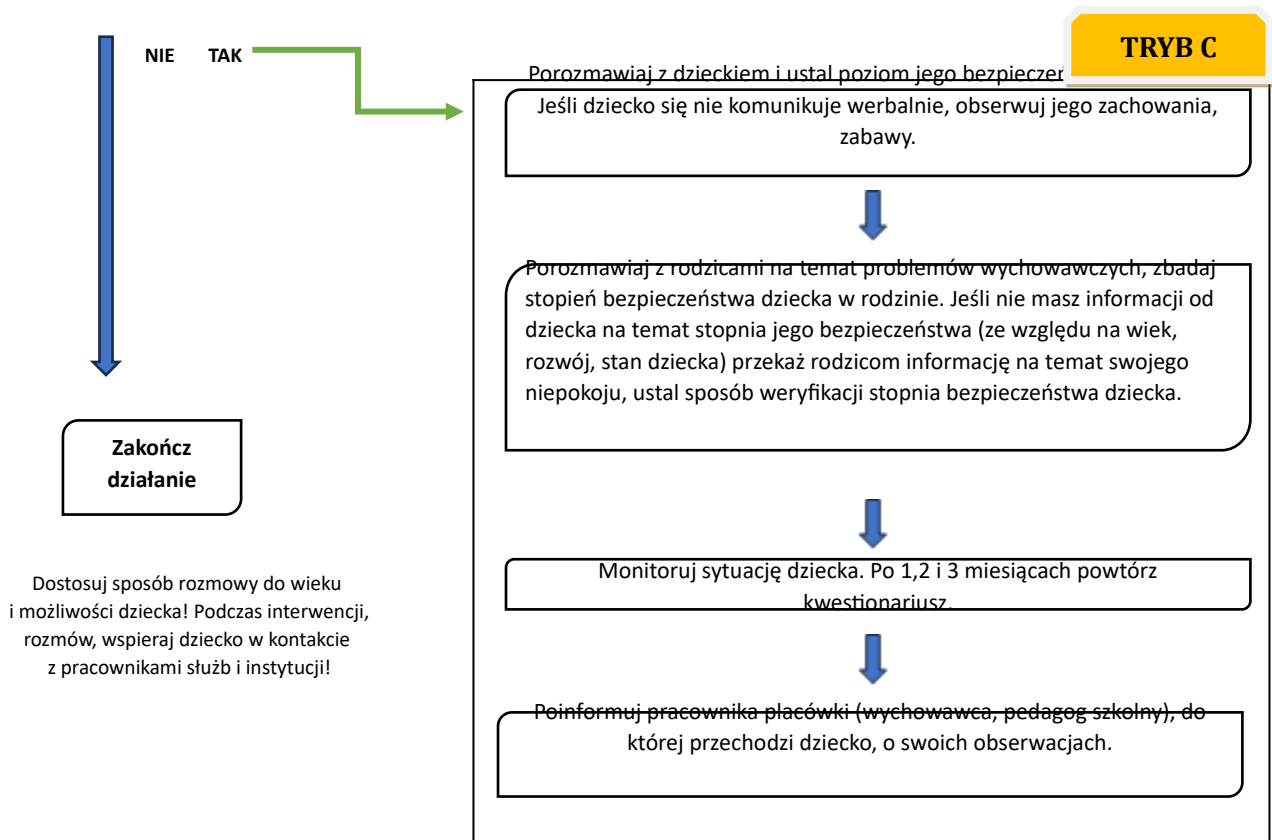 NIE TAK
TRYB C
Porozmawiaj z dzieckiem i ustal poziom jego
Jeśli dziecko się nie komunikuje werbalnie, obserwuj jego zachowania,
zabawy.
Porozmawiaj z rodzicami na temat problemów wychowawczych, zbadaj
stopień bezpieczeństwa dziecka w rodzinie. Jeśli nie masz informacji od
dziecka na temat stopnia jego bezpieczeństwa (ze względu na wiek,
rozwój, stan dziecka) przekaż rodzicom informację na temat swojego
niepokoju, ustal sposób weryfikacji stopnia bezpieczeństwa dziecka.
Zakończ
działanie
Monitoruj sytuację dziecka. Po 1,2 i 3 miesiącach powtórz
kwestionariusz.
Dostosuj sposób rozmowy do wieku
i możliwości dziecka! Podczas interwencji,
rozmów, wspieraj dziecko w kontakcie
z pracownikami służb i instytucji!
Poinformuj pracownika placówki (wychowawca, pedagog szkolny), do
której przechodzi dziecko, o swoich obserwacjach.